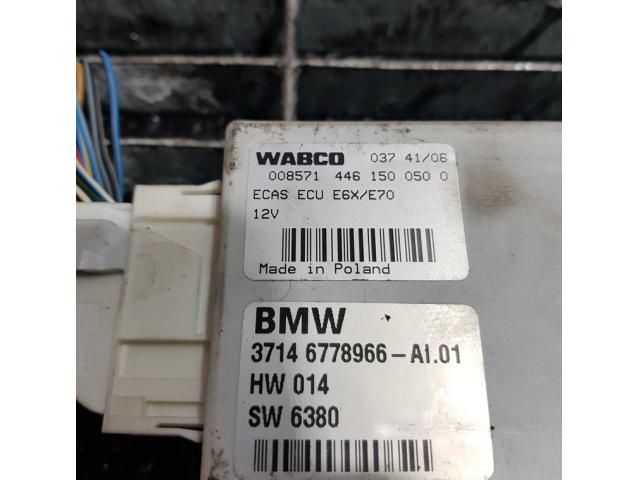 WABCO 037 41/06
008571 446 150 050 0
ECAS ECU E6X/E70
12V
Made in Poland
BMW
3714 6778966-AI.01
HW 014
SW 6380